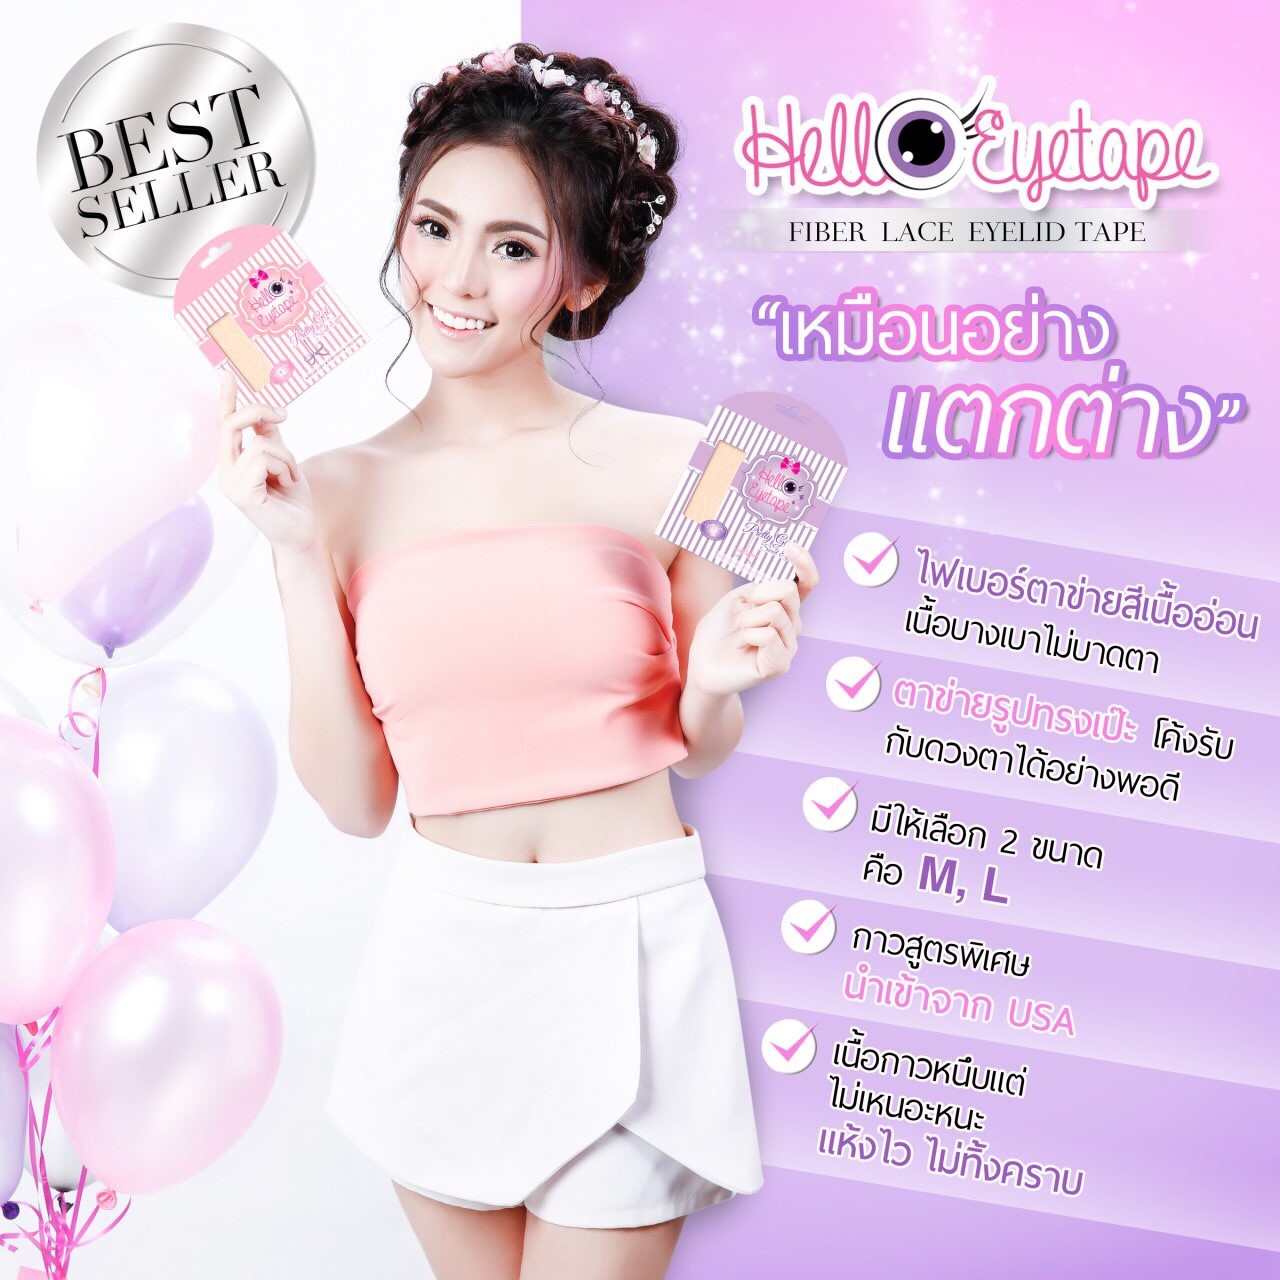 BEST
SELLER
Hello Eyetape
FIBER LACE EYELID TAPE
“เหมือนอย่าง
แตกต่าง”
Hello
Eyetape
Pretty Girl
Hello
Eyetape
ไฟเบอร์ตาข่ายสีเนื้ออ่อน
เนื้อบางเบาไม่บาดตา
ตาข่ายรูปทรงเป๊ะ โค้งรับ
กับดวงตาได้อย่างพอดี
มีให้เลือก 2 ขนาด
คือ M, L
กาวสูตรพิเศษ
นำเข้าจาก USA
เนื้อกาวหนึบแต่
ไม่เหนอะหนะ
แห้งไว ไม่ทิ้งคราบ